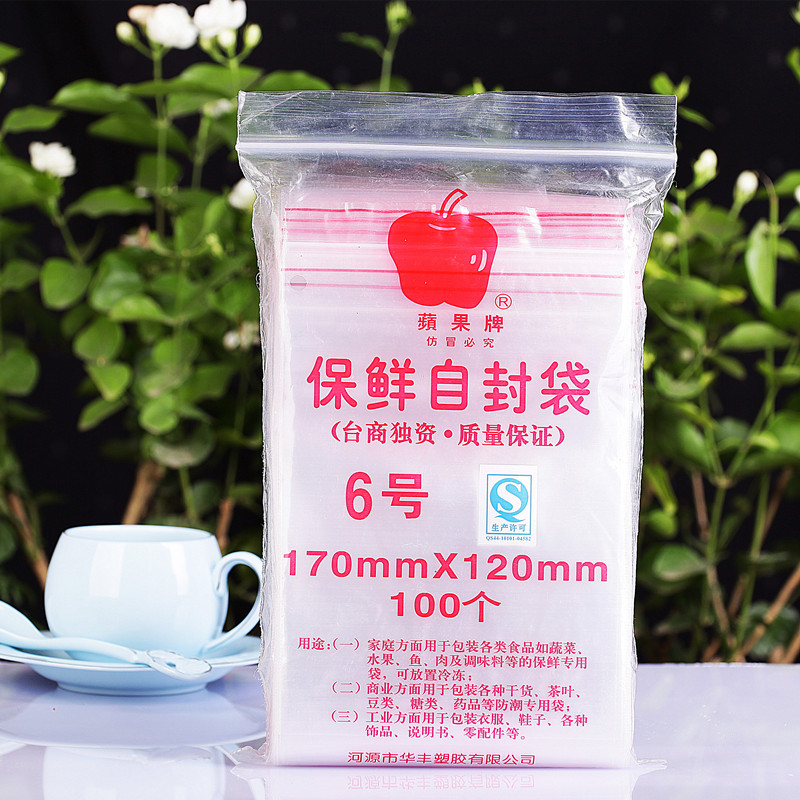 ®
蘋果牌
仿冒必究
保鲜自封袋
（台商独资·质量保证）
6号
生产许可
QS44-10101-04582
170mmX120mm
100个
用途:(一）家庭方面用于包装各类食品如蔬菜、
水果、鱼、肉及调味料等的保鲜专用
袋，可放置冷冻；
（二）商业方面用于包装各种干货、茶叶、
豆类、糖类、药品等防潮专用袋；
（三）工业方面用于包装衣服、鞋子、各种
饰品、说明书、零配件等。
河源市华丰塑胶有限公司